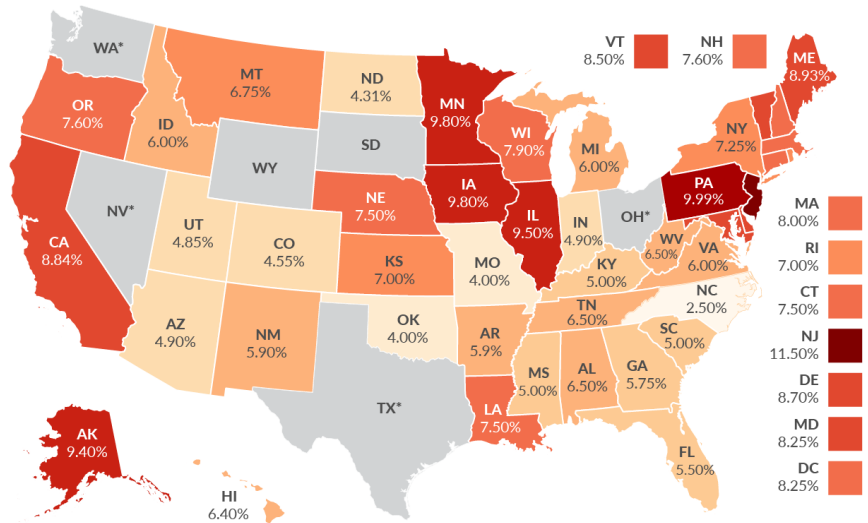 WA*
VT
8.50%
NH
7.60%
ME
8.93%
MT
6.75%
ND
4.31%
MN
9.80%
OR
7.60%
ID
6.00%
WI
7.90%
NY
7.25%
MI
6.00%
SD
WY
PA
9.99%
IA
9.80%
NE
7.50%
NV*
IL
9.50%
IN
4.90%
OH*
MA
8.00%
UT
4.85%
CA
8.84%
CO
4.55%
WV
6.50%
VA
6.00%
RI
7.00%
KS
7.00%
MO
4.00%
KY
5.00%
NC
2.50%
CT
7.50%
TN
6.50%
AZ
4.90%
NM
5.90%
OK
4.00%
AR
5.9%
SC
5.00%
NJ
11.50%
MS
5.00%
AL
6.50%
GA
5.75%
DE
8.70%
TX*
LA
7.50%
MD
8.25%
AK
9.40%
FL
5.50%
DC
8.25%
HI
6.40%